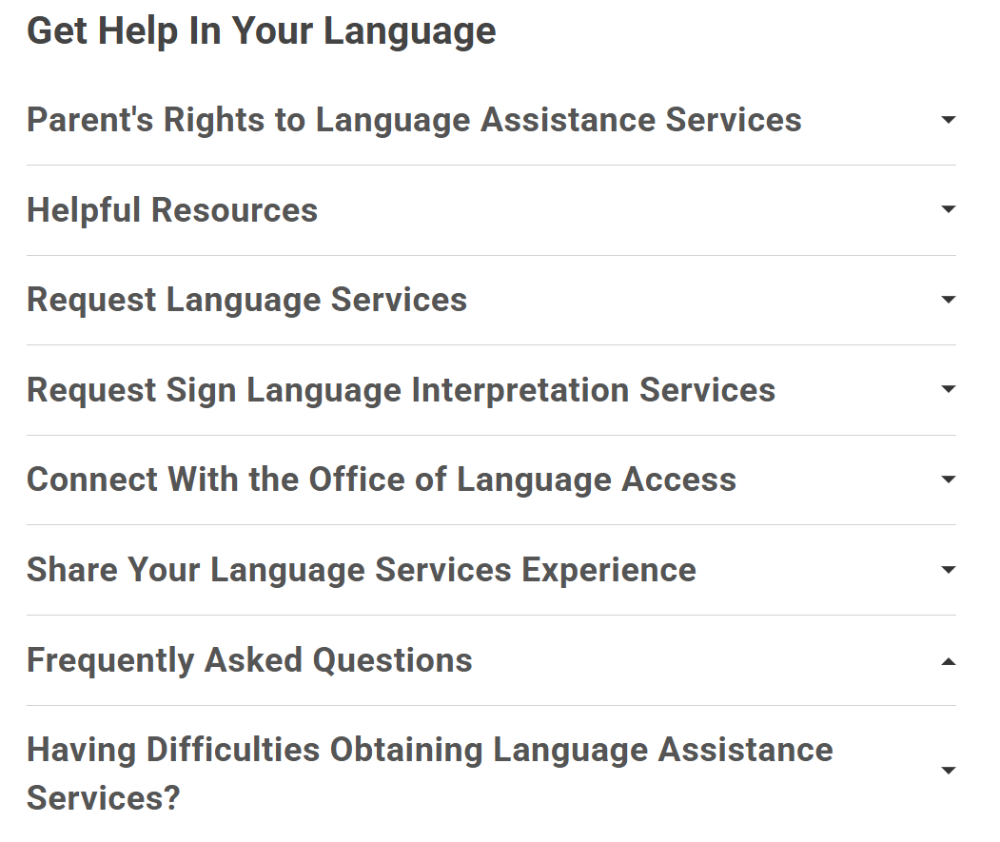 Get Help In Your Language
Parent's Rights to Language Assistance Services
Helpful Resources
Request Language Services
Request Sign Language Interpretation Services
Connect With the Office of Language Access
Share Your Language Services Experience
Frequently Asked Questions
Having Difficulties Obtaining Language Assistance
Services?